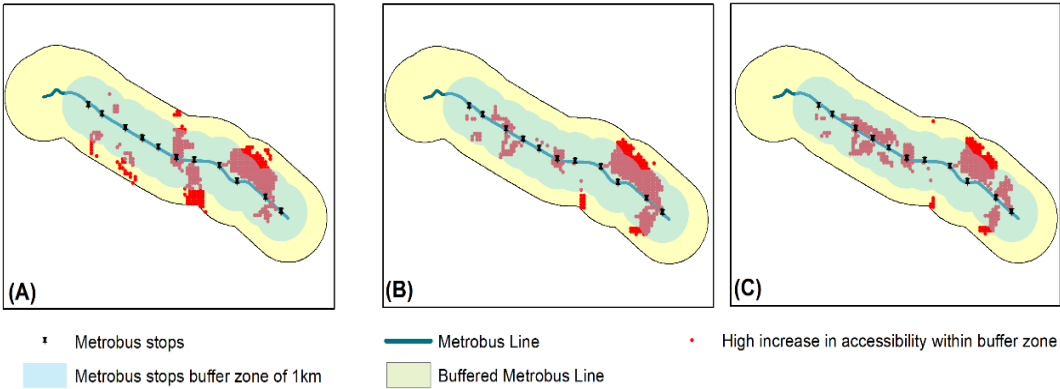 (A)
(B)
(C)
Metrobus stops
Metrobus Line
High increase in accessibility within buffer zone
Metrobus stops buffer zone of 1km
Buffered Metrobus Line